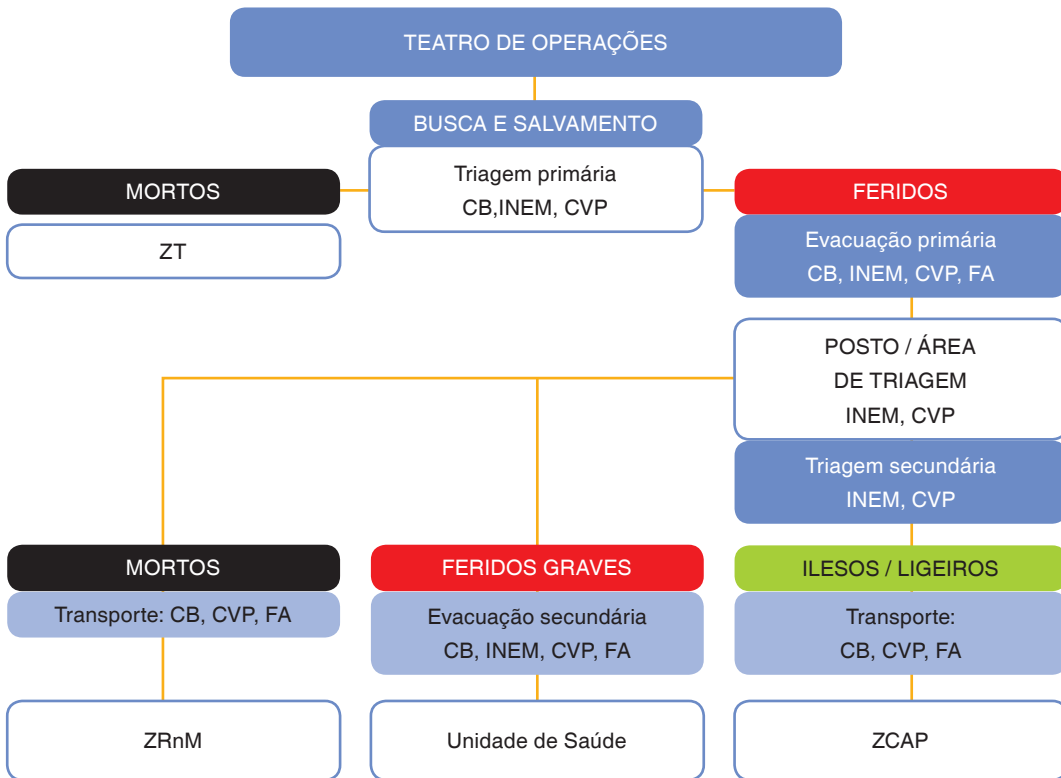 TEATRO DE OPERAÇÕES
BUSCA E SALVAMENTO
Triagem primária
CB,INEM, CVP
MORTOS
ZT
FERIDOS
Evacuação primária
CB, INEM, CVP, FA
POSTO / ÁREA
DE TRIAGEM
INEM, CVP
Triagem secundária
INEM, CVP
MORTOS
Transporte: CB, CVP, FA
ZRnM
FERIDOS GRAVES
Evacuação secundária
CB, INEM, CVP, FA
Unidade de Saúde
ILESOS / LIGEIROS
Transporte:
CB, CVP, FA
ZCAP